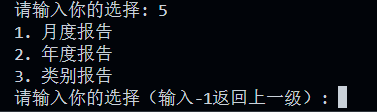 请输入你的选择: 5
1. 月度报告
2. 年度报告
3. 类别报告
请输入你的选择（输入-1返回上一级）: